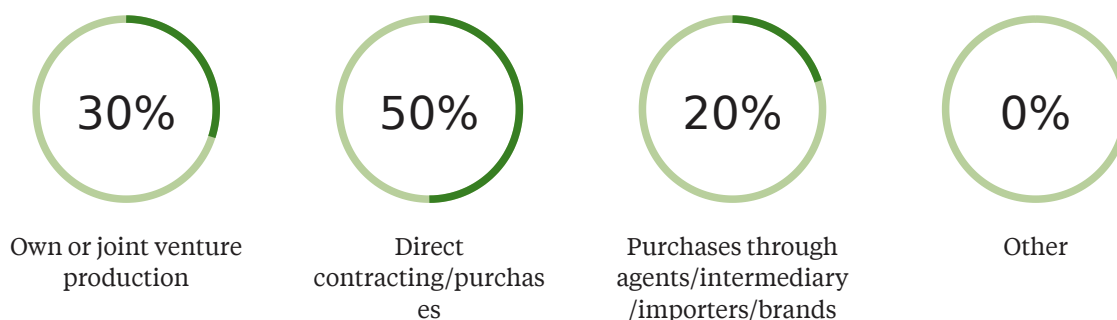 30%
50%
20%
0%
Own or joint venture
production
Direct
contracting/purchas
es
Purchases through
agents/intermediary
/importers/brands
Other